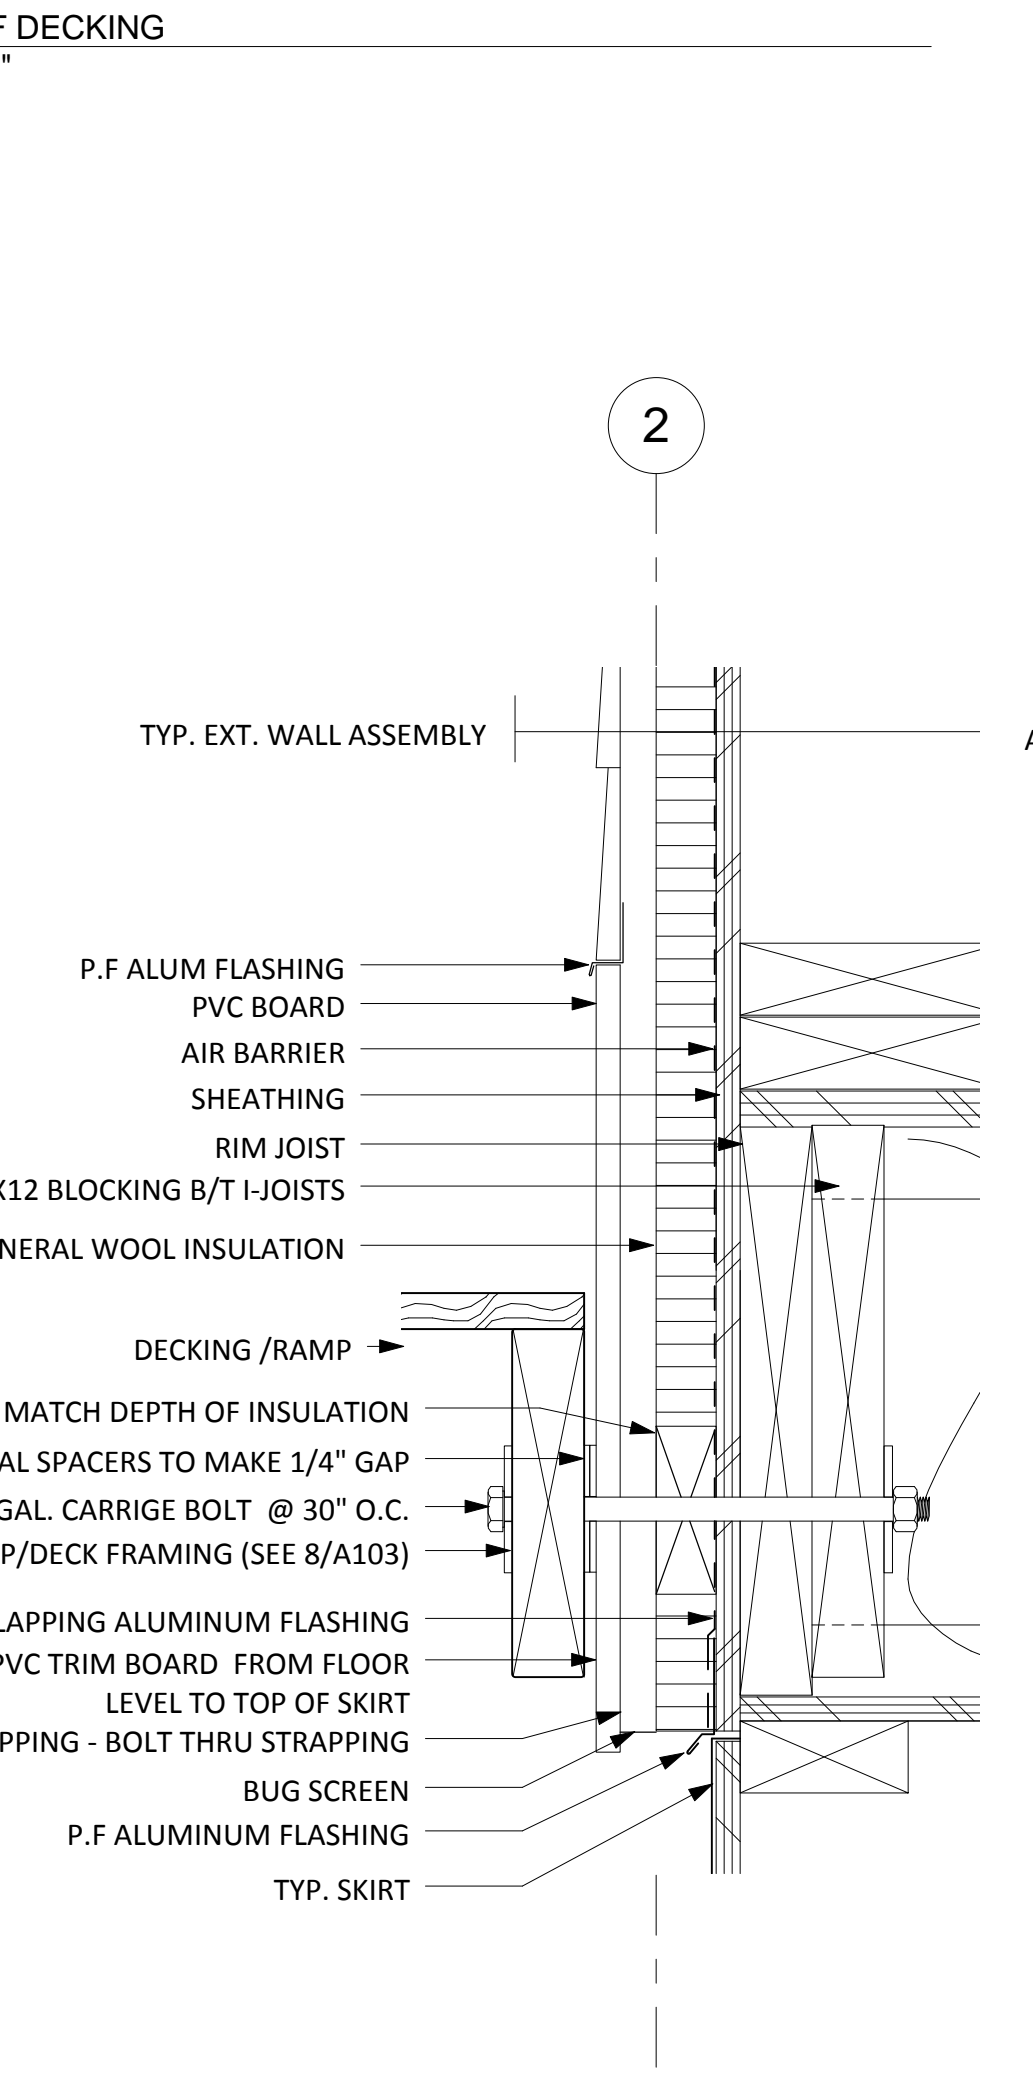 F DECKING
"
2
TYP. EXT. WALL ASSEMBLY
P.F ALUM FLASHING
PVC BOARD
AIR BARRIER
SHEATHING
RIM JOIST
X12 BLOCKING B/T I-JOISTS
NERAL WOOL INSULATION
DECKING /RAMP
MATCH DEPTH OF INSULATION
AL SPACERS TO MAKE 1/4" GAP
GAL. CARRIGE BOLT @ 30" O.C.
P/DECK FRAMING (SEE 8/A103)
LAPPING ALUMINUM FLASHING
PVC TRIM BOARD FROM FLOOR
LEVEL TO TOP OF SKIRT
PPING - BOLT THRU STRAPPING
BUG SCREEN
P.F ALUMINUM FLASHING
TYP. SKIRT